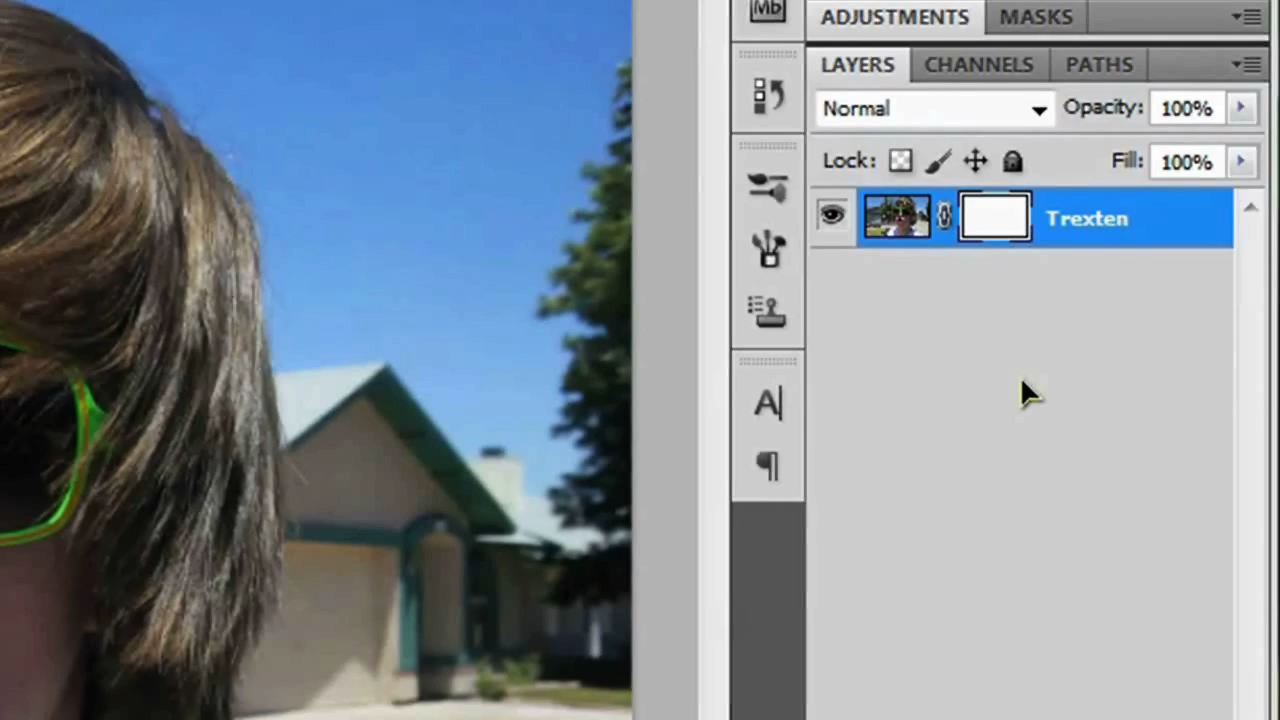 Mb
ADJUSTMENTS MASKS
LAYERS CHANNELS PATHS
Normal Opacity: 100%
Lock: Fill: 100%
Trexten
A